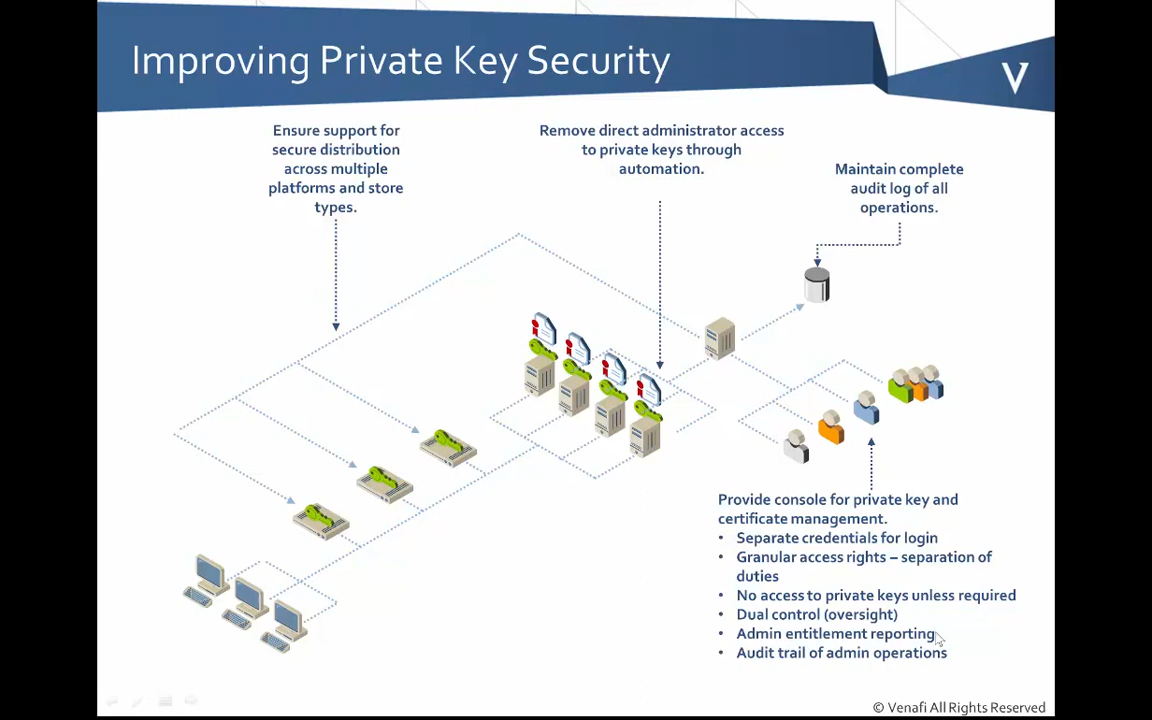 Improving Private Key Security
V
Ensure support for
secure distribution
across multiple
platforms and store
types.
Remove direct administrator access
to private keys through
automation.
Maintain complete
audit log of all
operations.
Provide console for private key and
certificate management.
• Separate credentials for login
• Granular access rights – separation of
duties
• No access to private keys unless required
• Dual control (oversight)
• Admin entitlement reporting
• Audit trail of admin operations
© Venafi All Rights Reserved